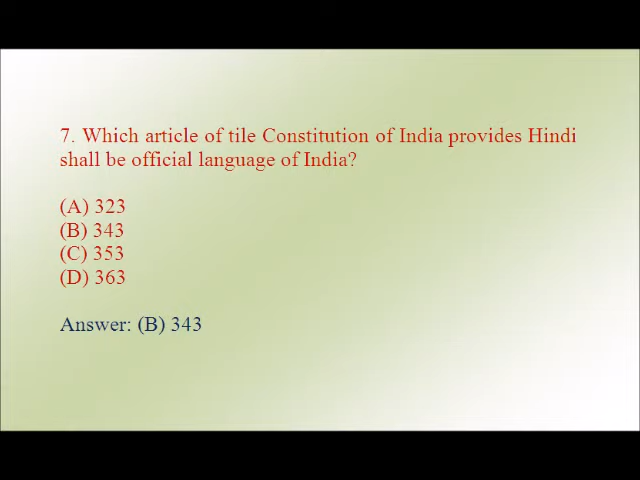 7. Which article of tile Constitution of India provides Hindi
shall be official language of India?
(A) 323
(B) 343
(C) 353
(D) 363
Answer: (B) 343